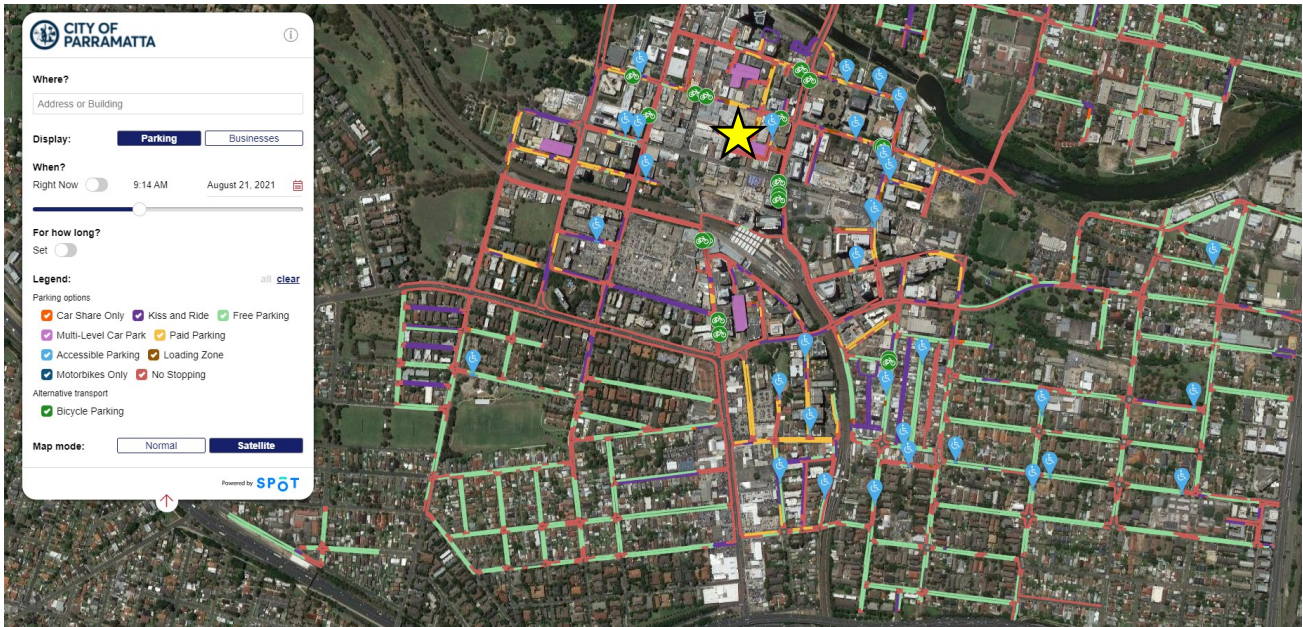 CITY OF
PARRAMATTA
Where?
Address or Building
Display: Parking Businesses
When?
Right Now 9:14 AM August 21, 2021
For how long?
Set
Legend: all clear
Parking options
Car Share Only Kiss and Ride Free Parking
Multi-Level Car Park Paid Parking
Accessible Parking Loading Zone
Motorbikes Only No Stopping
Alternative transport
Bicycle Parking
Map mode: Normal Satellite
Powered by SPOT